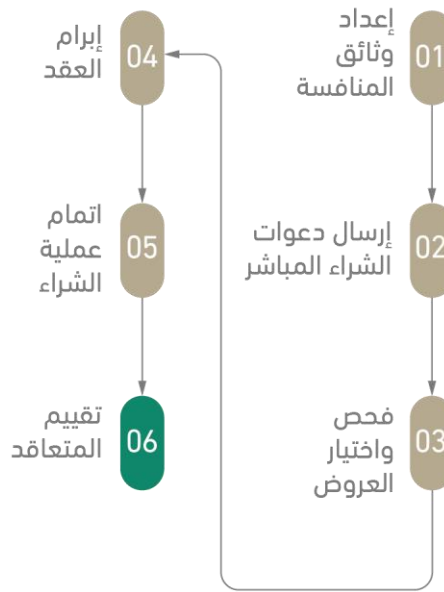 01
إعداد
وثائق
المنافسة
02
إرسال دعوات
الشراء المباشر
03
فحص
واختيار
العروض
04
إبرام
العقد
05
اتمام
عملية
الشراء
06
تقييم
المتعاقد